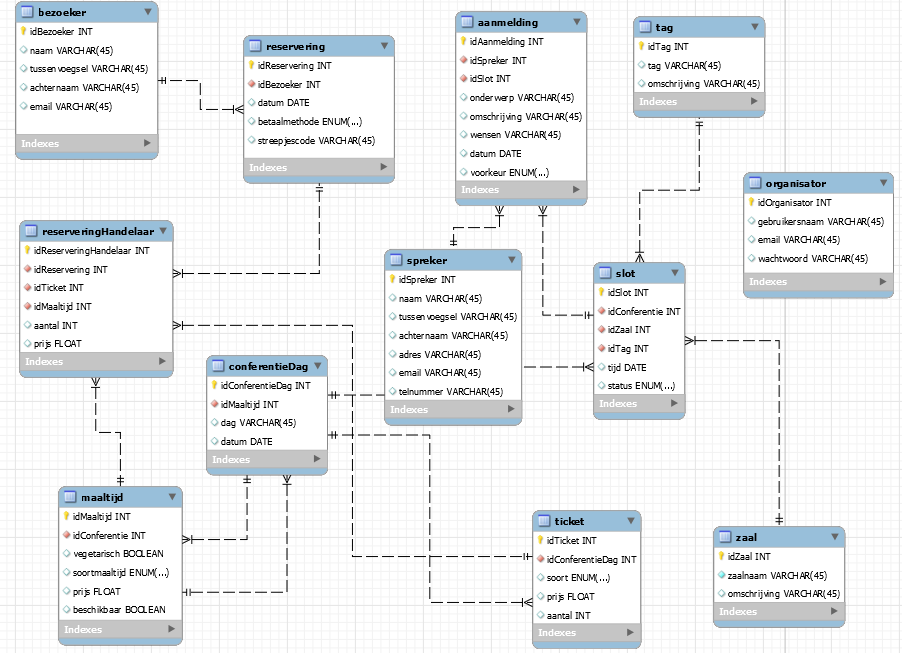 bezoeker
idBezoeker INT
naam VARCHAR(45)
tussenvoegsel VARCHAR(45)
achternaam VARCHAR(45)
email VARCHAR(45)
Indexes
reservering
idReservering INT
idBezoeker INT
datum DATE
betaalmethode ENUM(...)
streepjescode VARCHAR(45)
Indexes
aanmelding
idAanmelding INT
idSpreker INT
idSlot INT
onderwerp VARCHAR(45)
omschrijving VARCHAR(45)
wensen VARCHAR(45)
datum DATE
voorkeur ENUM(...)
Indexes
tag
idTag INT
tag VARCHAR(45)
omschrijving VARCHAR(45)
Indexes
organisator
idOrganisator INT
gebruikersnaam VARCHAR(45)
email VARCHAR(45)
wachtwoord VARCHAR(45)
Indexes
reserveringHandelaar
idReserveringHandelaar INT
idReservering INT
idTicket INT
idMaaltijd INT
aantal INT
prijs FLOAT
Indexes
spreker
idSpreker INT
naam VARCHAR(45)
tussenvoegsel VARCHAR(45)
achternaam VARCHAR(45)
adres VARCHAR(45)
email VARCHAR(45)
telnummer VARCHAR(45)
Indexes
slot
idSlot INT
idConferentie INT
idZaal INT
idTag INT
tijd DATE
status ENUM(...)
Indexes
conferentieDag
idConferentieDag INT
idMaaltijd INT
dag VARCHAR(45)
datum DATE
Indexes
maaltijd
idMaaltijd INT
idConferentie INT
vegetarisch BOOLEAN
soortmaaltijd ENUM(...)
prijs FLOAT
beschikbaar BOOLEAN
Indexes
ticket
idTicket INT
idConferentieDag INT
soort ENUM(...)
prijs FLOAT
aantal INT
Indexes
zaal
idZaal INT
zaalnaam VARCHAR(45)
omschrijving VARCHAR(45)
Indexes